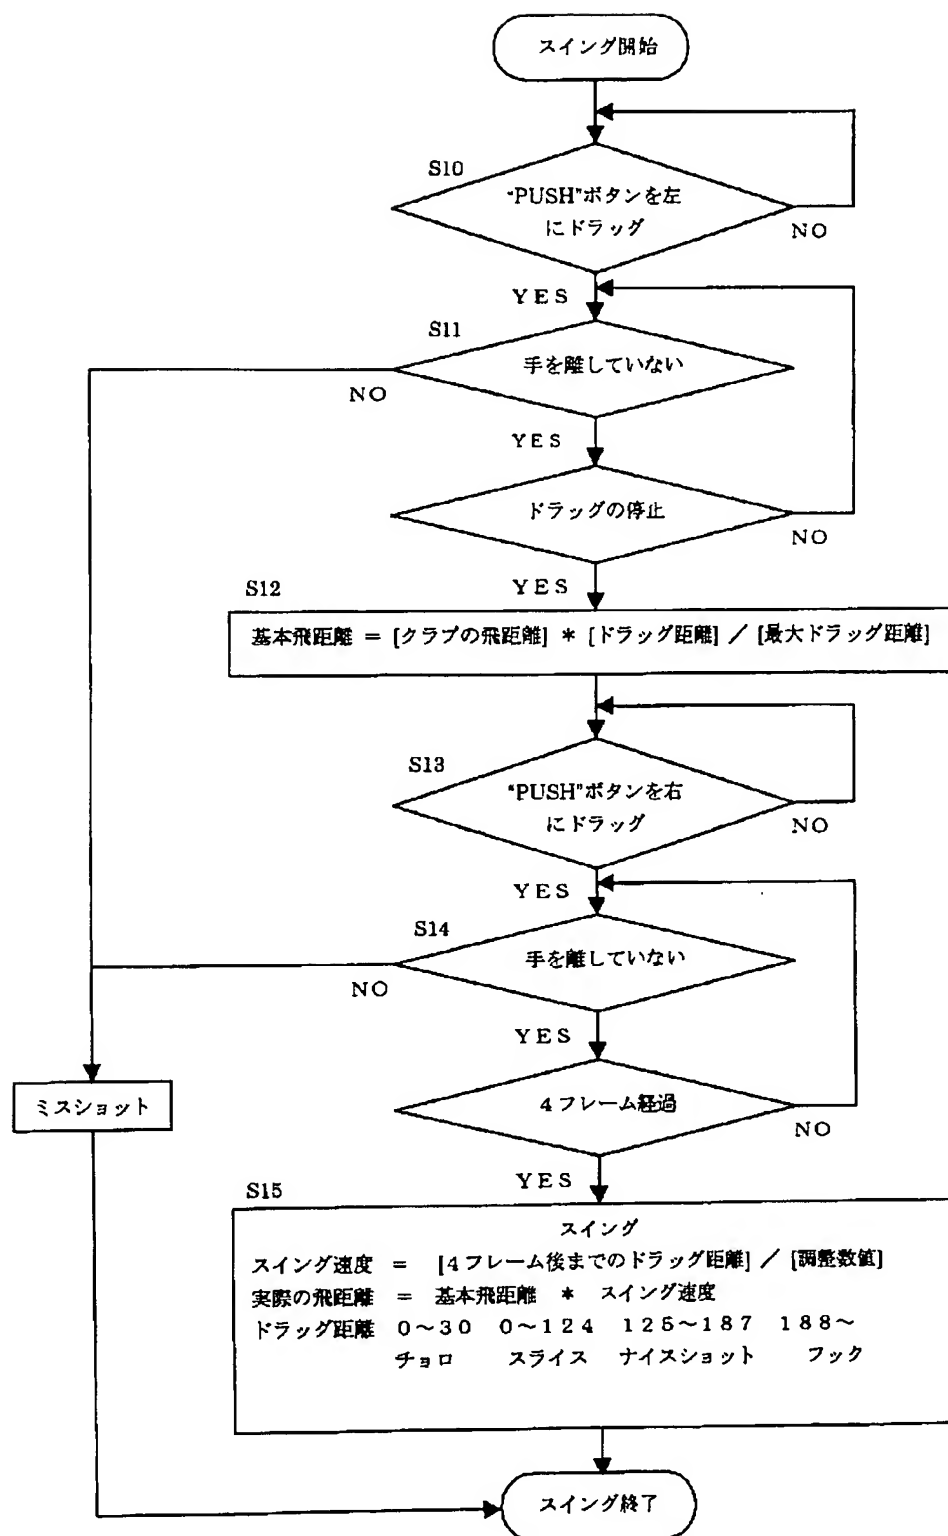 スイング開始
S10
“PUSH”ボタンを左
にドラッグ
NO
YES
S11
手を離していない
NO
YES
ドラッグの停止
NO
YES
S12
基本飛距離 = [クラブの飛距離] * [ドラッグ距離] / [最大ドラッグ距離]
S13
“PUSH”ボタンを右
にドラッグ
NO
YES
S14
手を離していない
NO
YES
ミスショット
4フレーム経過
NO
YES
S15
スイング
スイング速度 = [4フレーム後までのドラッグ距離] / [調整数値]
実際の飛距離 = 基本飛距離 * スイング速度
ドラッグ距離 0〜30 0〜124 125〜187 188〜
チョロ スライス ナイスショット フック
スイング終了